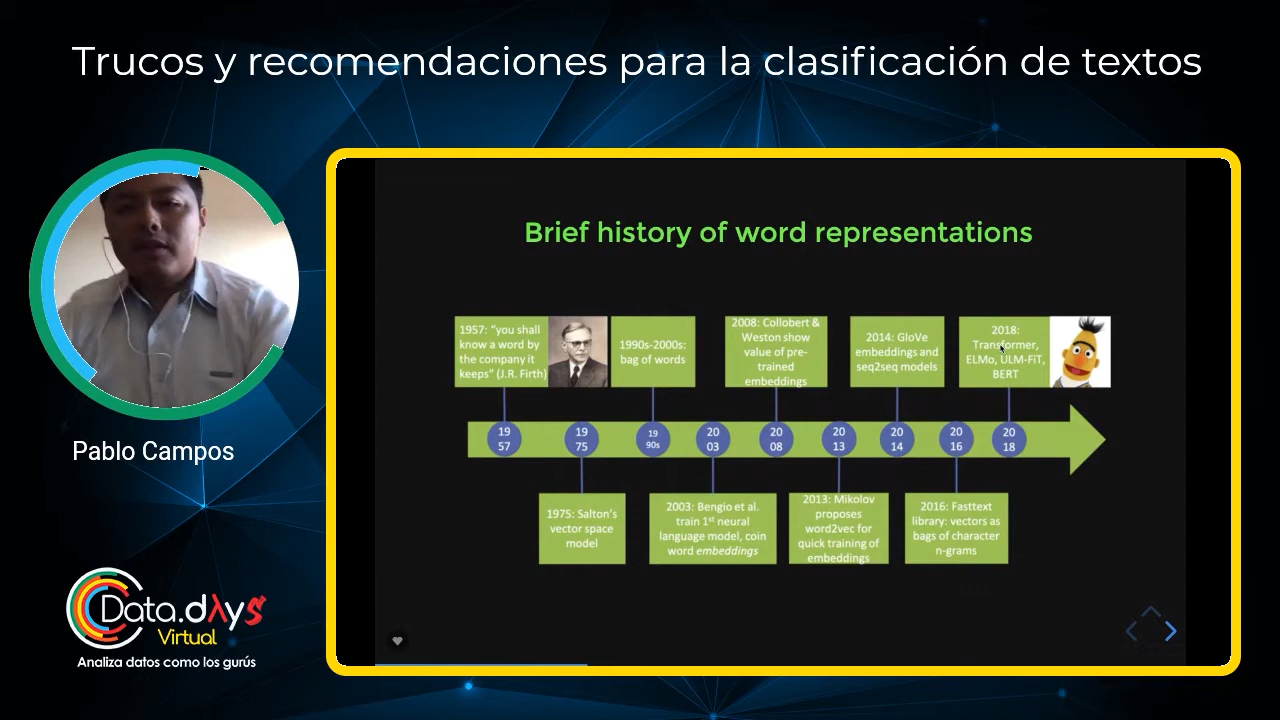 Trucos y recomendaciones para la clasificación de textos
Brief history of word representations
1957: “you shall
know a word by
the company it
keeps” (J.R. Firth)
1990s-2000s:
bag of words
2008: Collobert &
Weston show
value of pre-
trained
embeddings
2014: GloVe
embeddings and
seq2seq models
2018:
Transformer,
ELMo, ULM-FiT,
BERT
19
57
19
75
19
90s
20
03
20
08
20
13
20
14
20
16
20
18
1975: Salton’s
vector space
model
2003: Bengio et al.
train 1st neural
language model, coin
word embeddings
2013: Mikolov
proposes
word2vec for
quick training of
embeddings
2016: Fasttext
library: vectors as
bags of character
n-grams
Pablo Campos
Data.dλys
Virtual
Analiza datos como los gurús